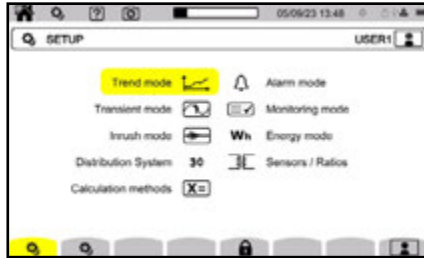 05/09/23 13:48
SETUP
USER1
Trend mode
Alarm mode
Transient mode
Monitoring mode
Inrush mode
Wh Energy mode
Distribution System 30
Sensors / Ratios
Calculation methods X=